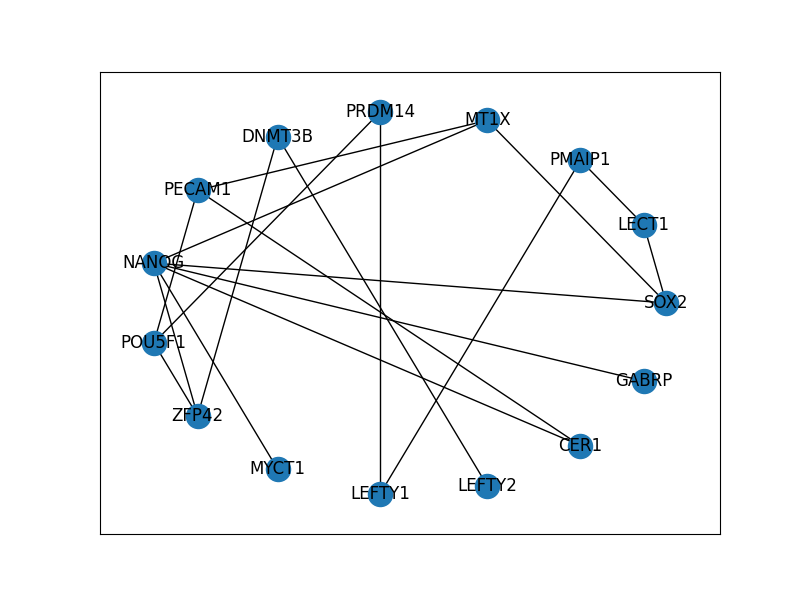 PRDM14
MT1X
DNMT3B
PMAIP1
PECAM1
LECT1
NANOG
SOX2
POU5F1
GABRP
ZFP42
CER1
MYCT1
LEFTY2
LEFTY1